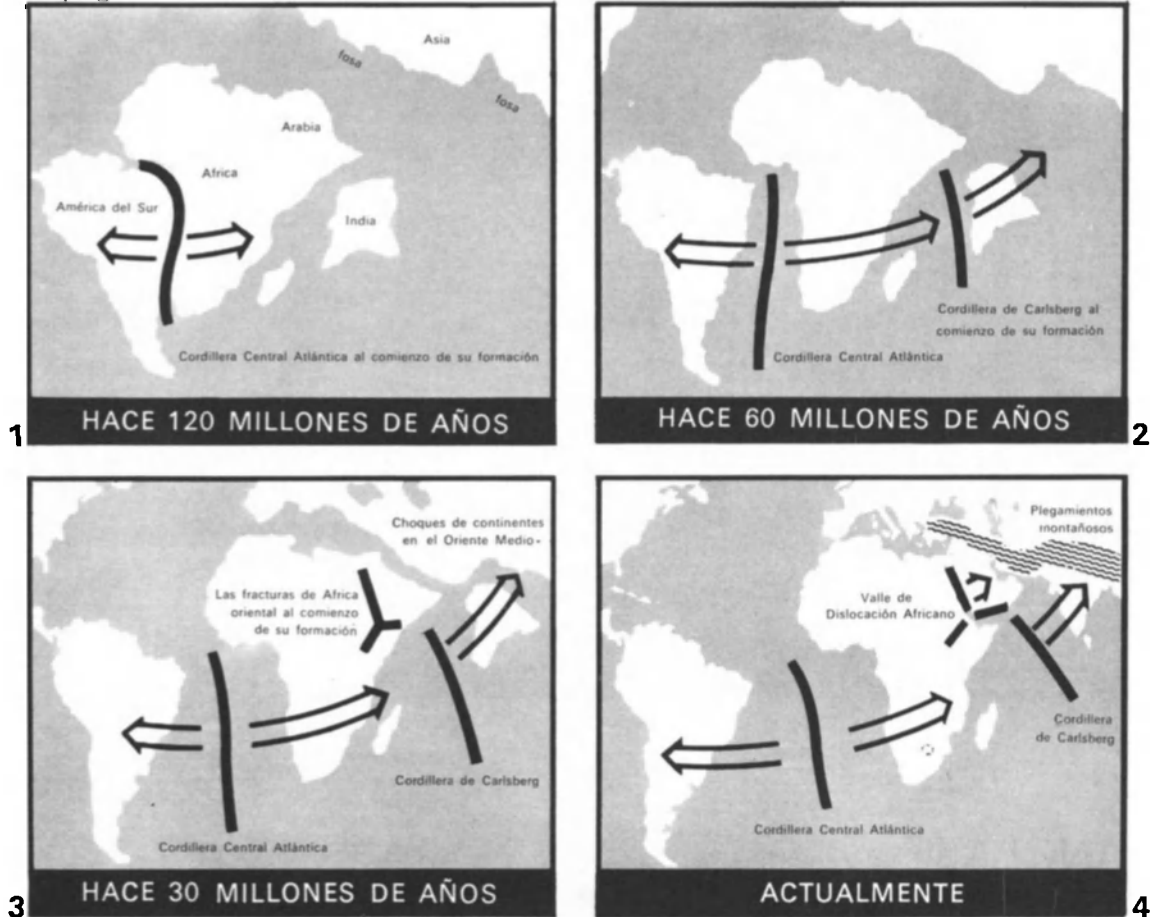 Asia
fosa
fosa
Arabia
Africa
América del Sur
India
Cordillera Central Atlántica al comienzo de su formación
HACE 120 MILLONES DE AÑOS
1
Cordillera de Carlsberg al
comienzo de su formación
Cordillera Central Atlántica
HACE 60 MILLONES DE AÑOS
2
Choques de continentes
en el Oriente Medio-
Las fracturas de Africa
oriental al comienzo
de su formación
Cordillera de Carlsberg
Cordillera Central Atlántica
HACE 30 MILLONES DE AÑOS
3
Plegamientos
montañosos
Valle de
Dislocación Africano
Cordillera
de Carlsberg
Cordillera Central Atlántica
ACTUALMENTE
4